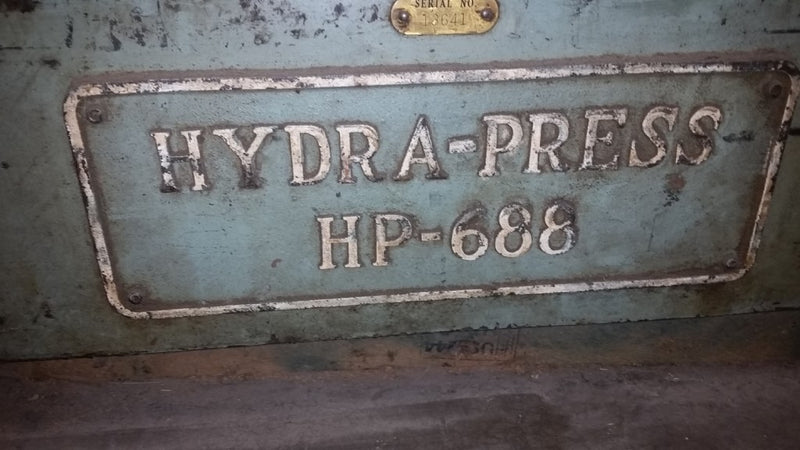 SERIAL NO.
13641
HYDRA-PRESS
HP-688